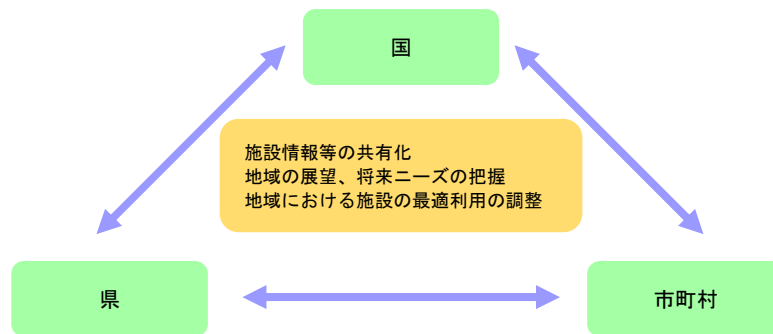 国
施設情報等の共有化
地域の展望、将来ニーズの把握
地域における施設の最適利用の調整
県
市町村